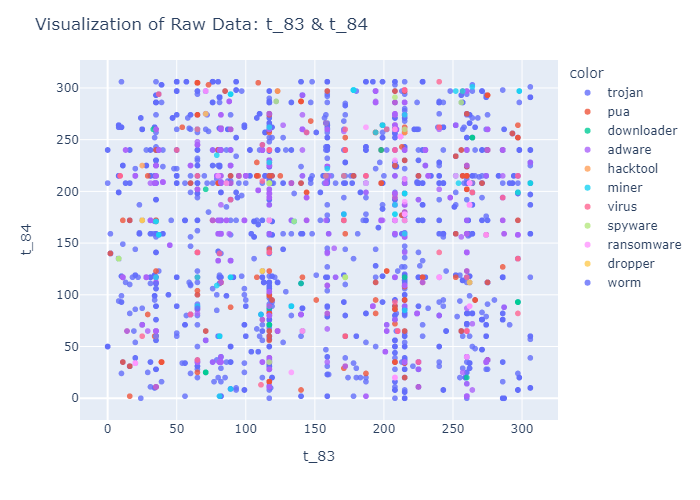 Visualization of Raw Data: t_83 & t_84
color
trojan
pua
downloader
adware
hacktool
miner
virus
spyware
ransomware
dropper
worm
t_84
300
250
200
150
100
50
0
0 50 100 150 200 250 300
t_83